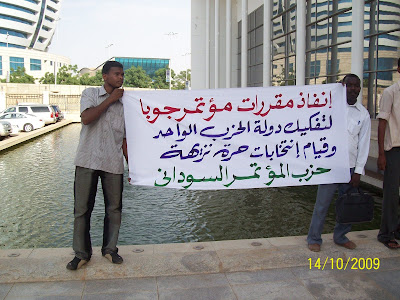 إنفاذ مقررات مؤتمر جوبا
لتفكيك دولة الحزب الواحد
وقيام إنتخابات حرة نزيهة
حزب المؤتمر السوداني
14/10/2009